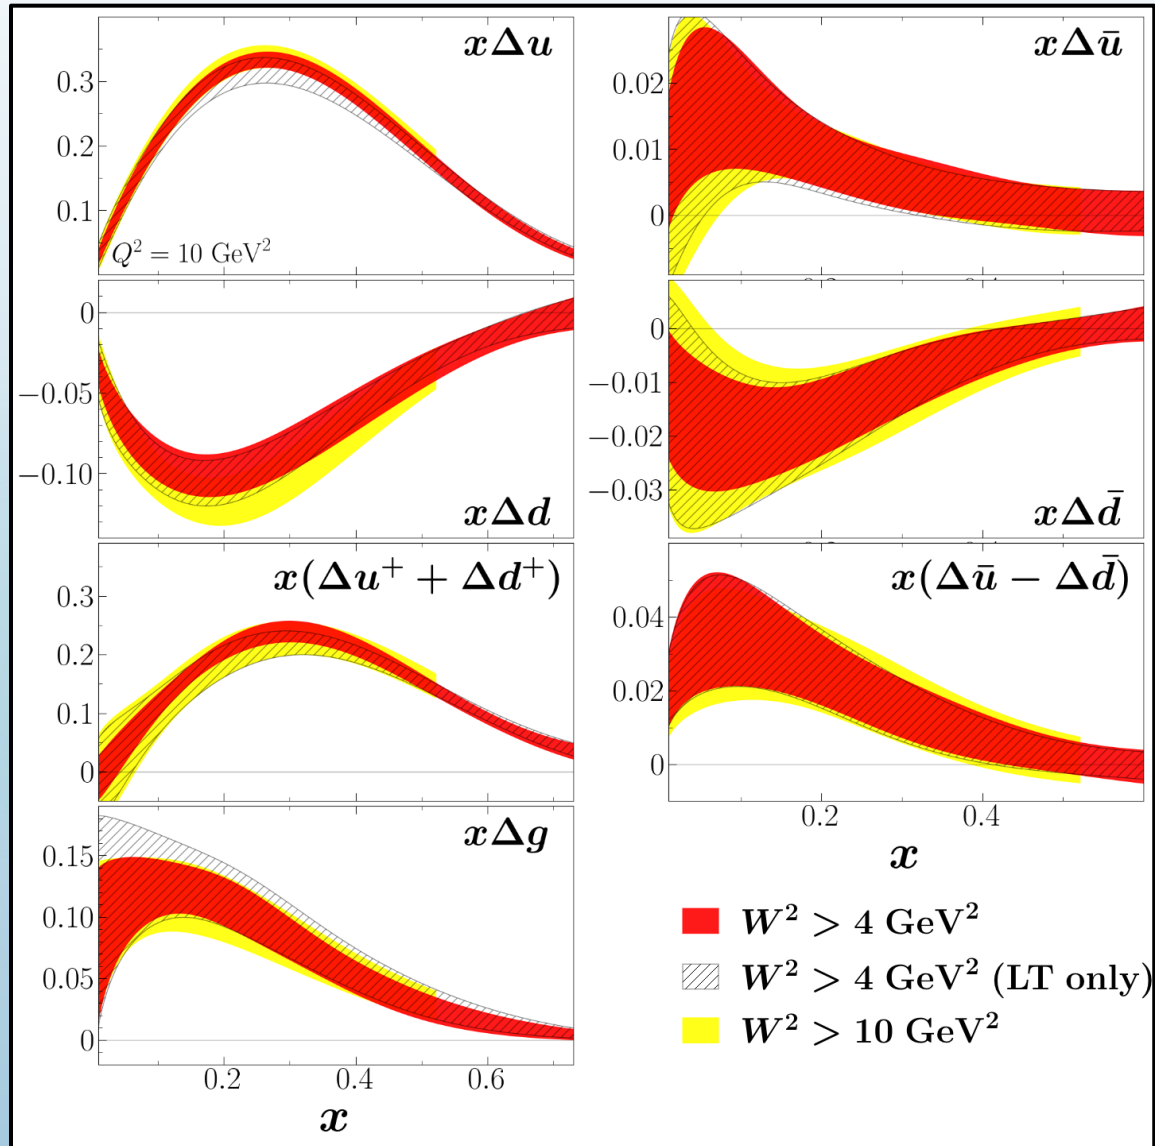 xΔu
0.3
0.2
0.1
Q² = 10 GeV²
xΔū
0.02
0.01
0
0
−0.05
−0.10
xΔd
0
−0.01
−0.02
−0.03
xΔd̄
x(Δu⁺ + Δd⁺)
0.3
0.2
0.1
0
x(Δū − Δd̄)
0.04
0.02
0
0.2 0.4
x
xΔg
0.15
0.10
0.05
0
0.2 0.4 0.6
x
W² > 4 GeV²
W² > 4 GeV² (LT only)
W² > 10 GeV²